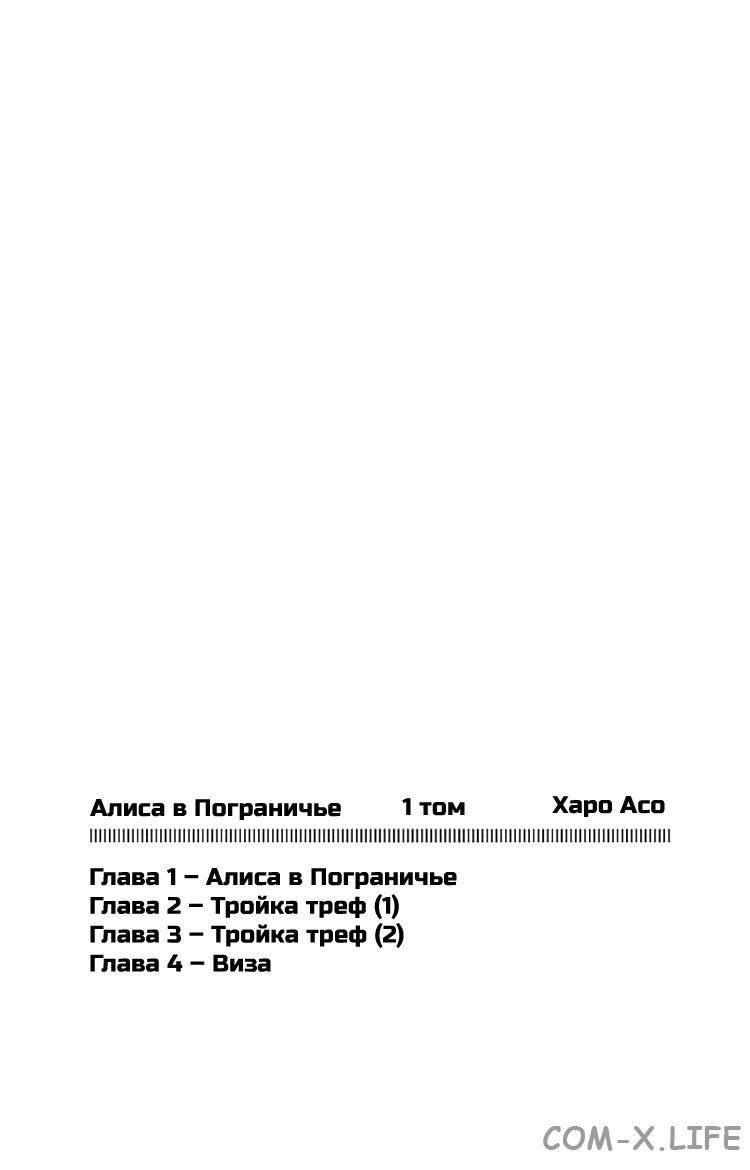 Алиса в Пограничье 1 том Харо Асо
Глава 1 – Алиса в Пограничье
Глава 2 – Тройка треф (1)
Глава 3 – Тройка треф (2)
Глава 4 – Виза
COM-X.LIFE